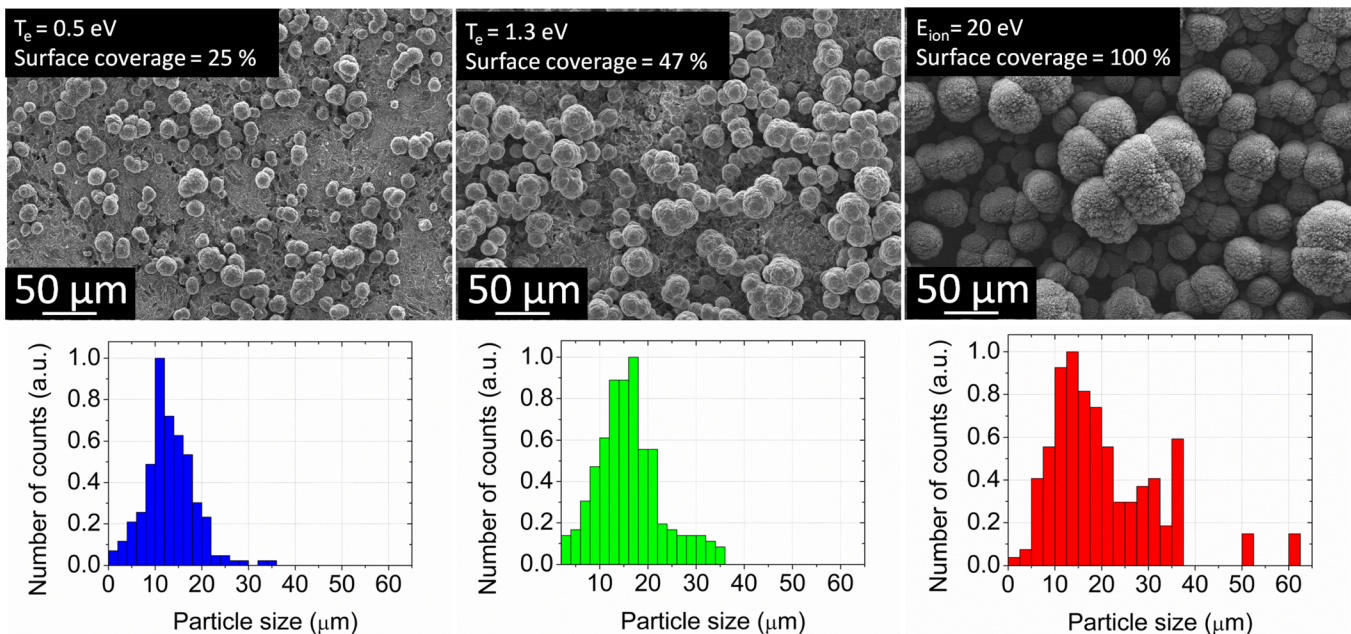 Te = 0.5 eV
Surface coverage = 25 %
50 μm
Te = 1.3 eV
Surface coverage = 47 %
50 μm
Eion = 20 eV
Surface coverage = 100 %
50 μm
Number of counts (a.u.)
1.0
0.8
0.6
0.4
0.2
0.0
0 10 20 30 40 50 60
Particle size (μm)
Number of counts (a.u.)
1.0
0.8
0.6
0.4
0.2
0.0
10 20 30 40 50 60
Particle size (μm)
Number of counts (a.u.)
1.0
0.8
0.6
0.4
0.2
0.0
0 10 20 30 40 50 60
Particle size (μm)